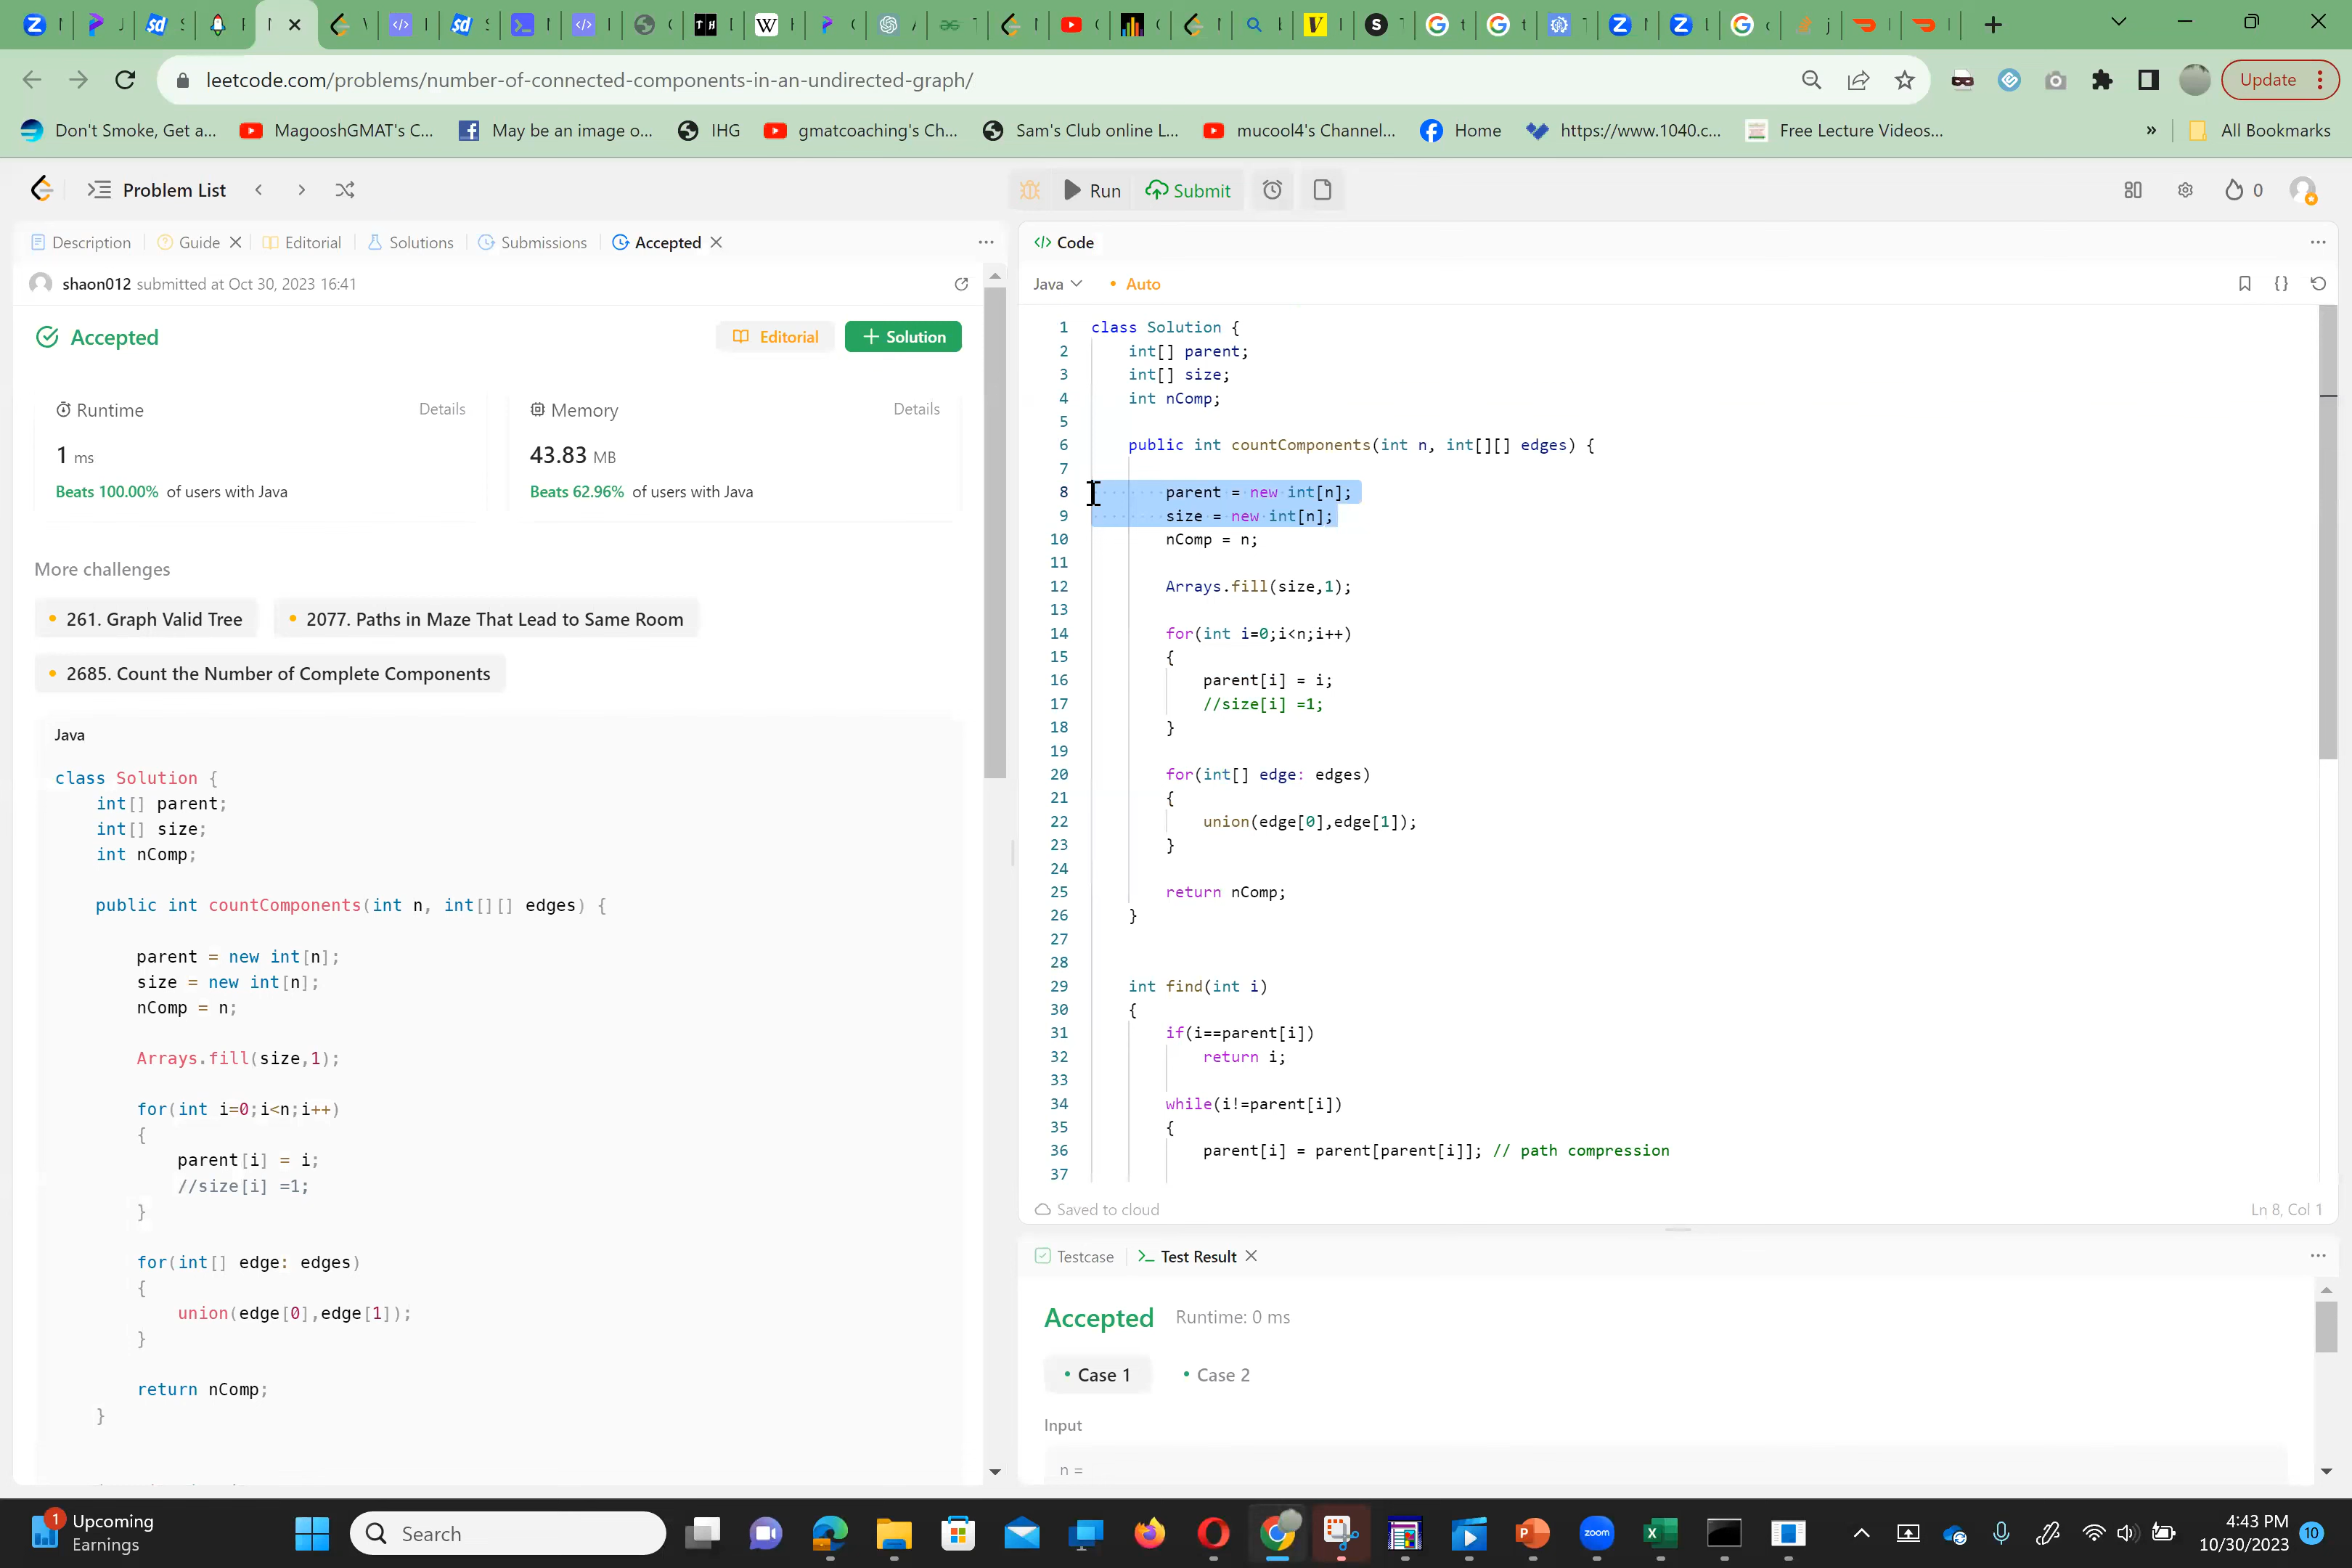 leetcode.com/problems/number-of-connected-components-in-an-undirected-graph/
Update
Don't Smoke, Get a...
MagooshGMAT's C...
May be an image o...
IHG
gmatcoaching's Ch...
Sam's Club online L...
mucool4's Channel...
Home
https://www.1040.c...
Free Lecture Videos...
»
All Bookmarks
Problem List
Run
Submit
0
Description
Guide
Editorial
Solutions
Submissions
Accepted
shaon012 submitted at Oct 30, 2023 16:41
Accepted
Editorial
+ Solution
Runtime
Details
1 ms
Beats 100.00% of users with Java
Memory
Details
43.83 MB
Beats 62.96% of users with Java
More challenges
261. Graph Valid Tree
2077. Paths in Maze That Lead to Same Room
2685. Count the Number of Complete Components
Java
class Solution {
int[] parent;
int[] size;
int nComp;
public int countComponents(int n, int[][] edges) {
parent = new int[n];
size = new int[n];
nComp = n;
Arrays.fill(size,1);
for(int i=0;i<n;i++)
{
parent[i] = i;
//size[i] =1;
}
for(int[] edge: edges)
{
union(edge[0],edge[1]);
}
return nComp;
}
</> Code
Java
Auto
1 class Solution {
2 int[] parent;
3 int[] size;
4 int nComp;
5
6 public int countComponents(int n, int[][] edges) {
7
8 parent = new int[n];
9 size = new int[n];
10 nComp = n;
11
12 Arrays.fill(size,1);
13
14 for(int i=0;i<n;i++)
15 {
16 parent[i] = i;
17 //size[i] =1;
18 }
19
20 for(int[] edge: edges)
21 {
22 union(edge[0],edge[1]);
23 }
24
25 return nComp;
26 }
27
28
29 int find(int i)
30 {
31 if(i==parent[i])
32 return i;
33
34 while(i!=parent[i])
35 {
36 parent[i] = parent[parent[i]]; // path compression
37
Saved to cloud
Ln 8, Col 1
Testcase
Test Result
Accepted
Runtime: 0 ms
Case 1
Case 2
Input
n =
1
Upcoming
Earnings
Search
zoom
4:43 PM
10/30/2023
10